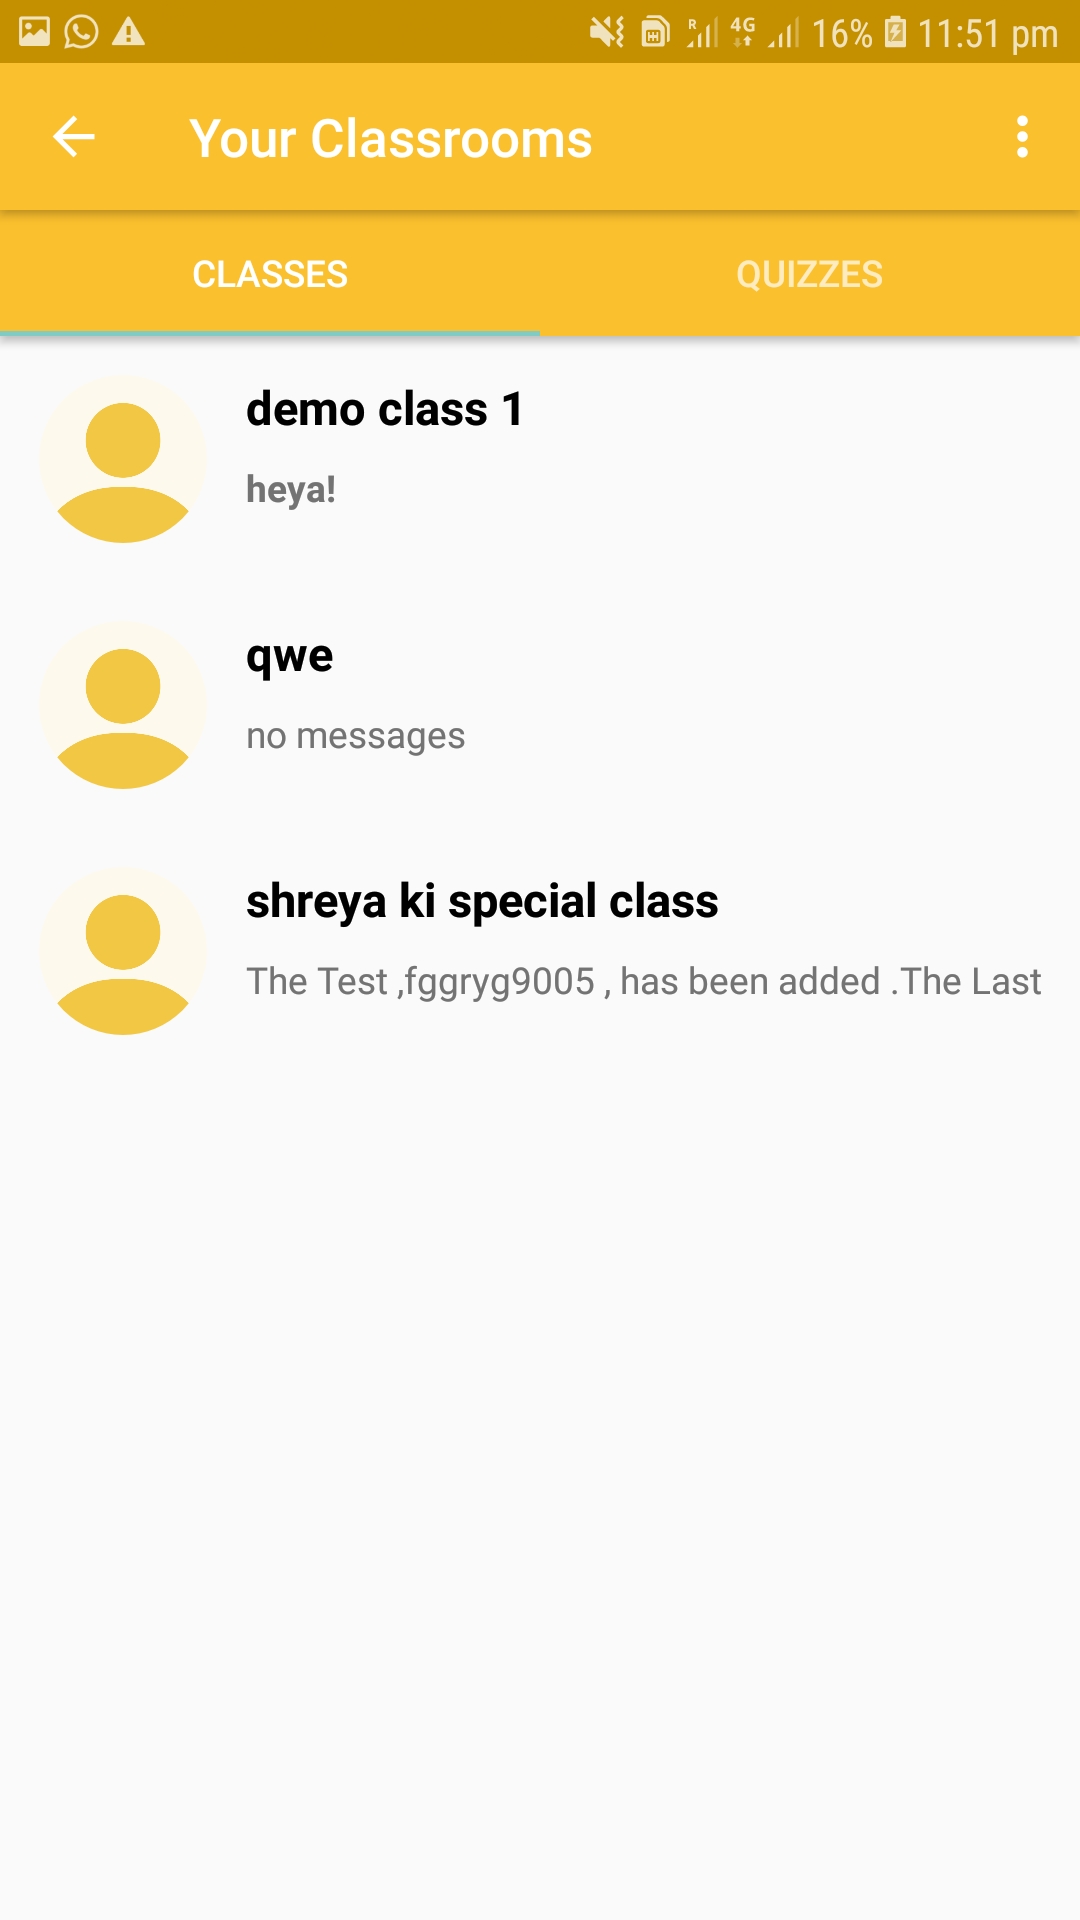 R 4G 16% 11:51 pm
Your Classrooms
CLASSES QUIZZES
demo class 1
heya!
qwe
no messages
shreya ki special class
The Test ,fggryg9005 , has been added .The Last